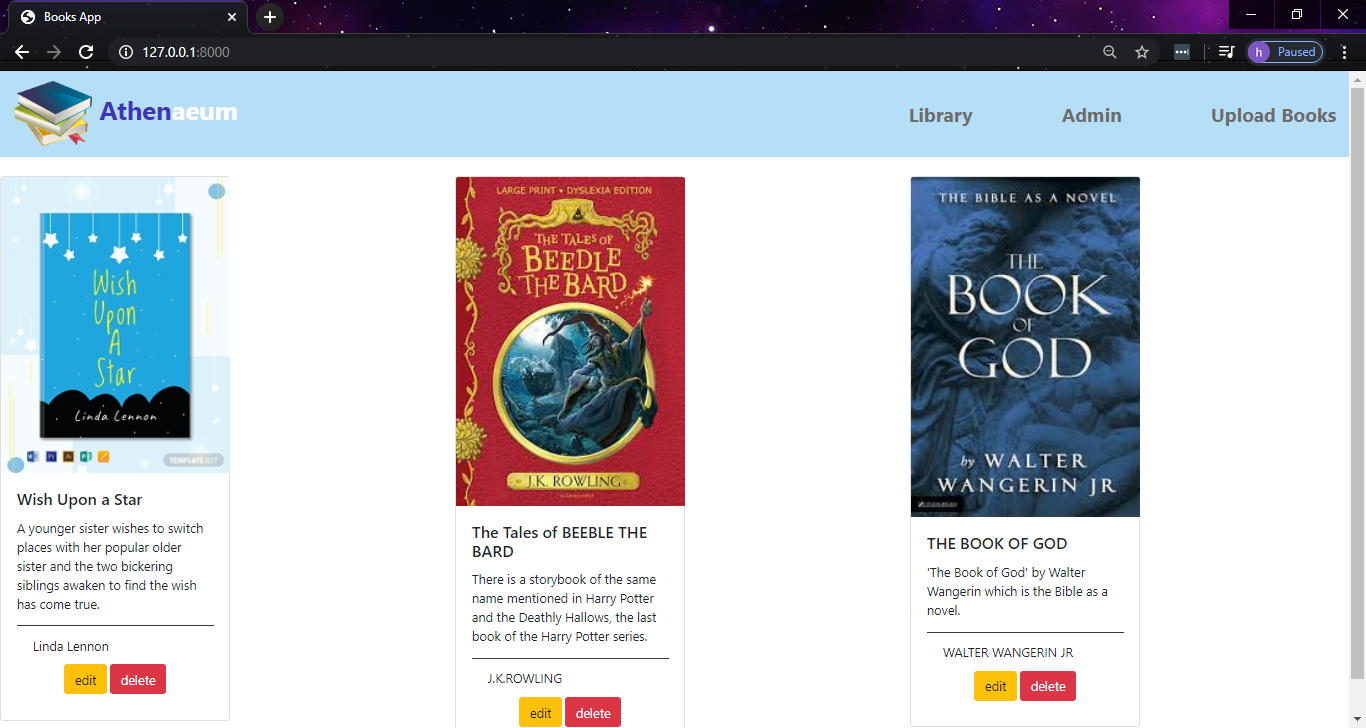 Books App
127.0.0.1:8000
h Paused
Athenaeum
Library Admin Upload Books
Wish
Upon
A
Star
Linda Lennon
TEMPLATE.NET
Wish Upon a Star
A younger sister wishes to switch
places with her popular older
sister and the two bickering
siblings awaken to find the wish
has come true.
Linda Lennon
edit delete
LARGE PRINT • DYSLEXIA EDITION
THE TALES OF
BEEDLE
THE BARD
J.K. ROWLING
The Tales of BEEBLE THE
BARD
There is a storybook of the same
name mentioned in Harry Potter
and the Deathly Hallows, the last
book of the Harry Potter series.
J.K.ROWLING
edit delete
THE BIBLE AS A NOVEL
THE
BOOK
OF
GOD
by WALTER
WANGERIN JR
THE BOOK OF GOD
'The Book of God' by Walter
Wangerin which is the Bible as a
novel.
WALTER WANGERIN JR
edit delete